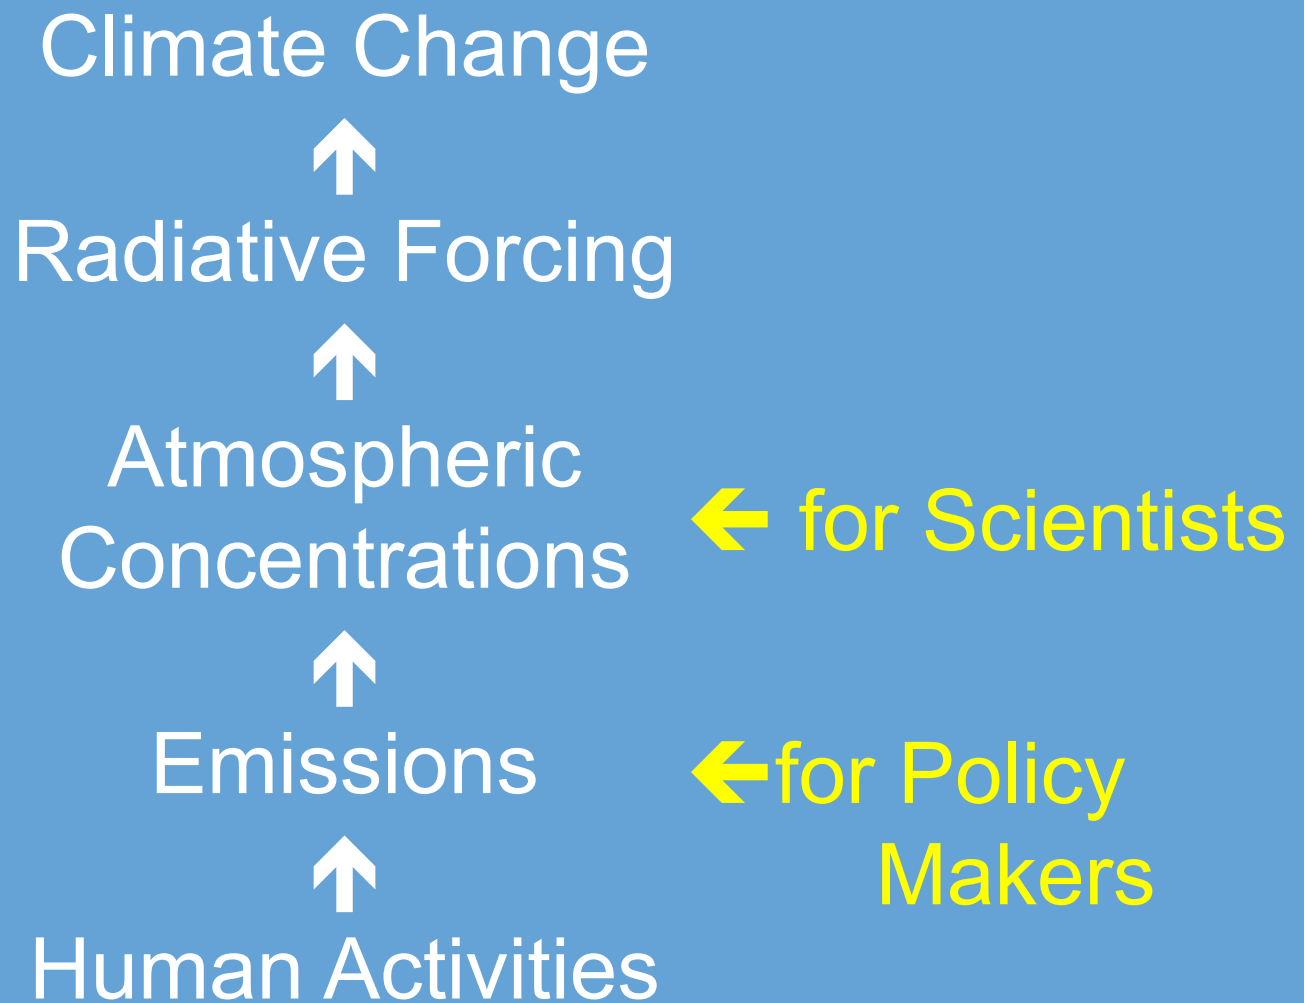 Climate Change
🡹
Radiative Forcing
🡹
Atmospheric
Concentrations
🡸 for Scientists
🡹
Emissions
🡸for Policy
Makers
🡹
Human Activities